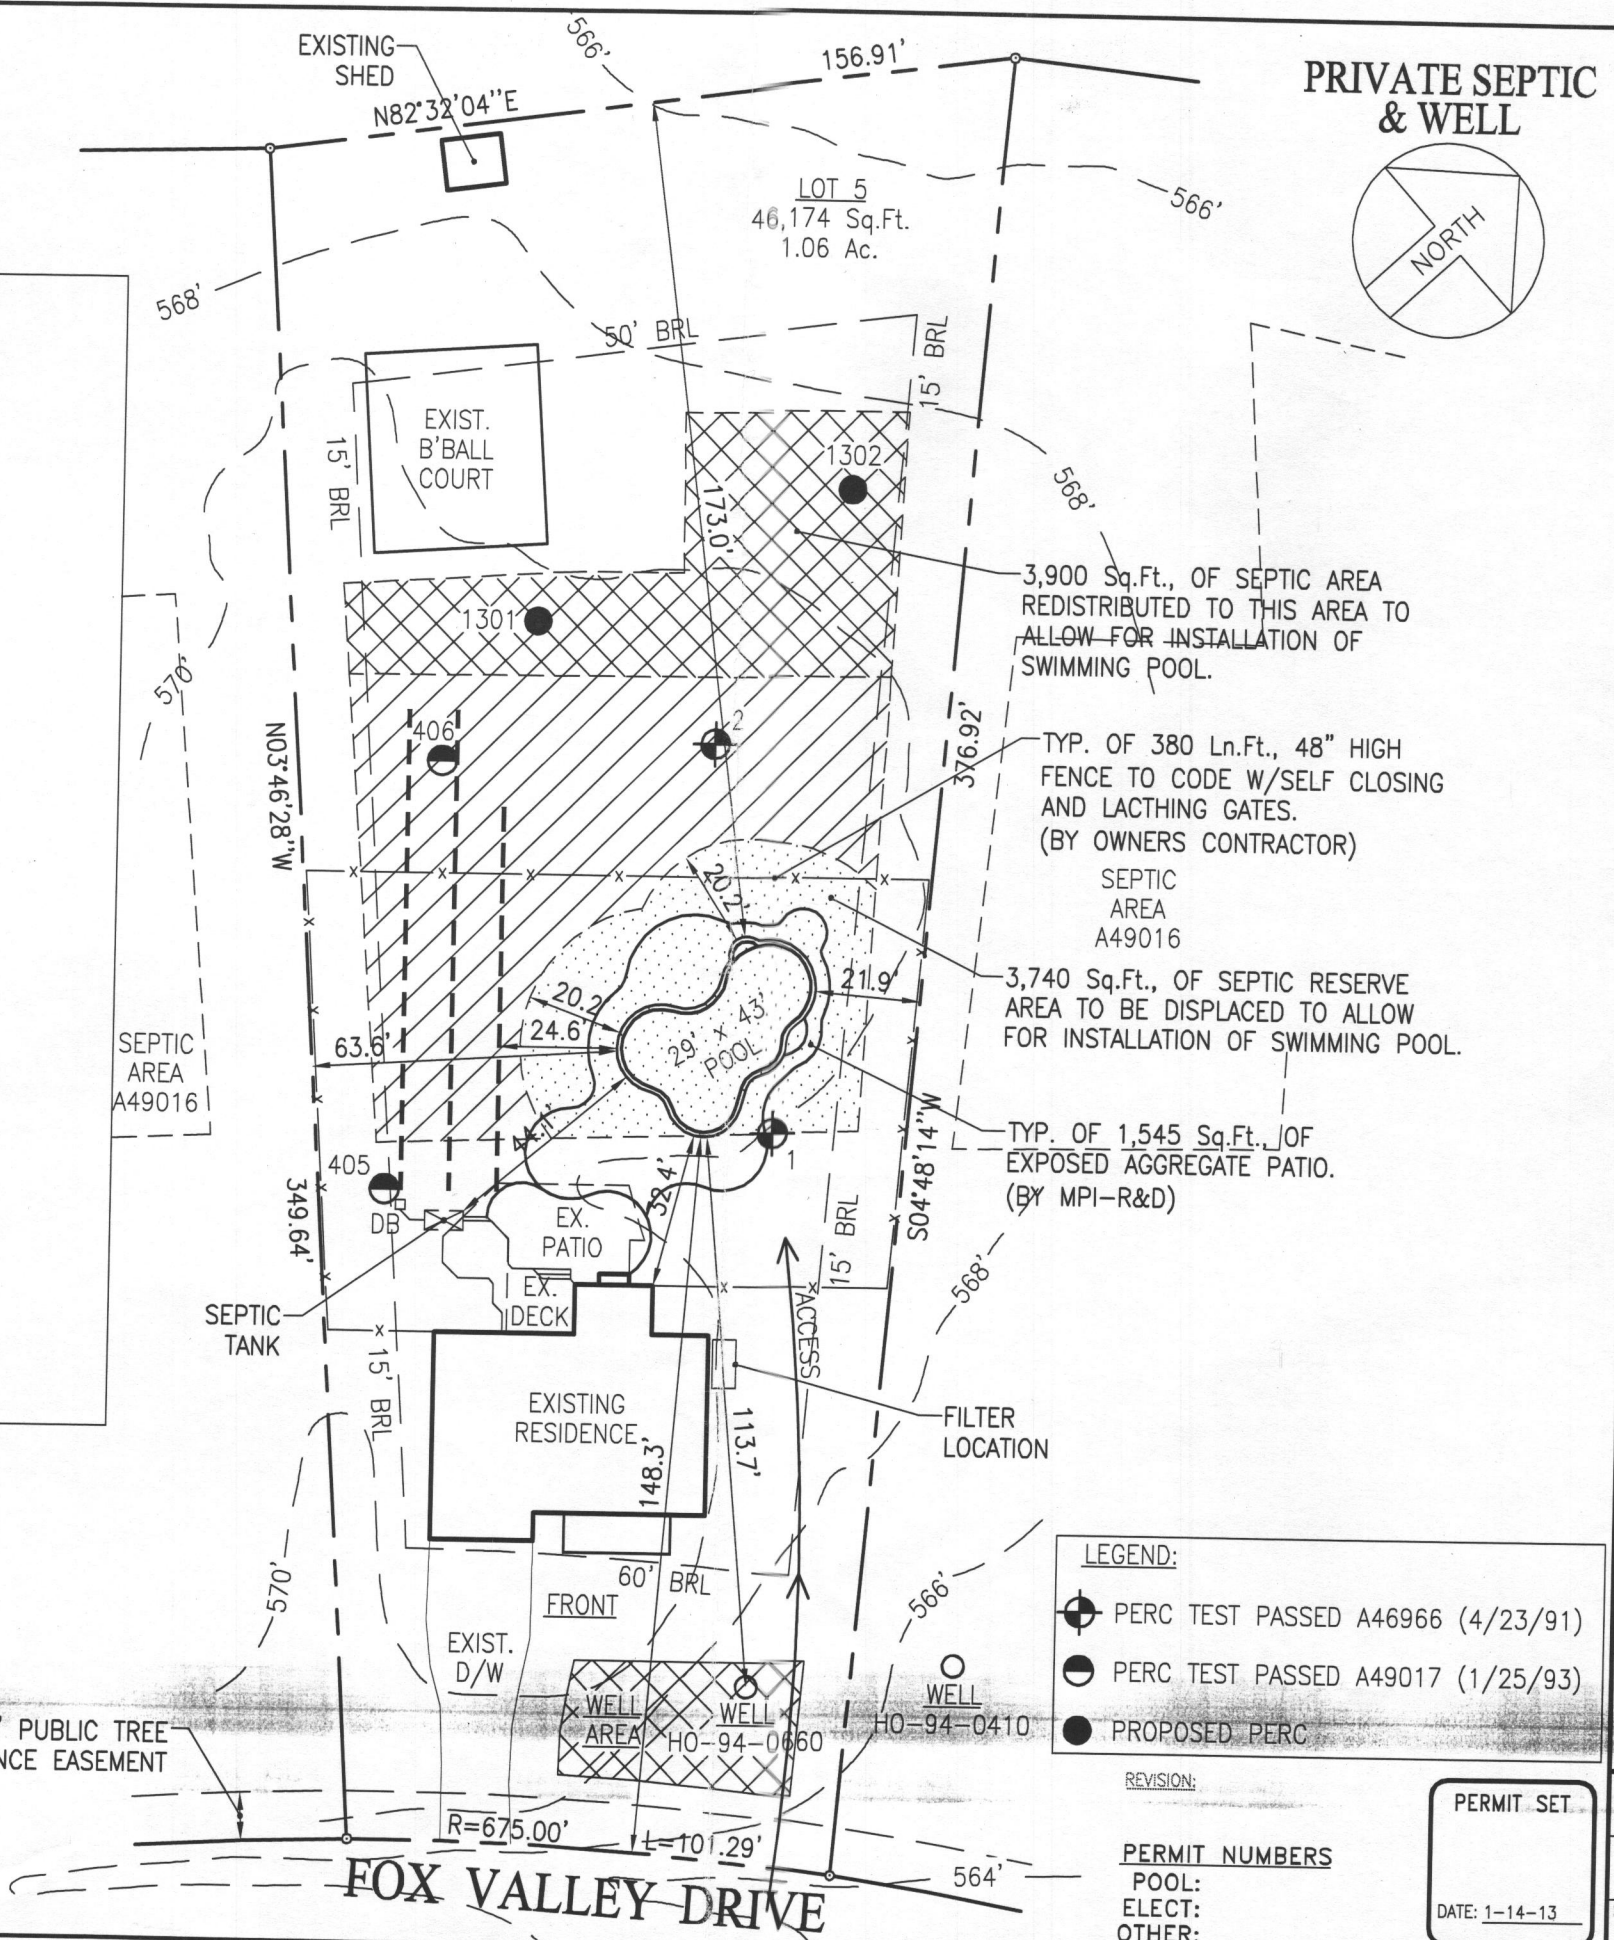 EXISTING
SHED
566'
156.91'
N82°32'04"E
PRIVATE SEPTIC
& WELL
NORTH
LOT 5
46,174 Sq.Ft.
1.06 Ac.
566'
568'
50' BRL
15' BRL
EXIST.
B'BALL
COURT
15' BRL
1302
173.0'
568'
3,900 Sq.Ft., OF SEPTIC AREA
REDISTRIBUTED TO THIS AREA TO
ALLOW FOR INSTALLATION OF
SWIMMING POOL.
1301
570'
N03°46'28"W
406
2
376.92'
TYP. OF 380 Ln.Ft., 48" HIGH
FENCE TO CODE W/SELF CLOSING
AND LACTHING GATES.
(BY OWNERS CONTRACTOR)
SEPTIC
AREA
A49016
20.2'
3,740 Sq.Ft., OF SEPTIC RESERVE
AREA TO BE DISPLACED TO ALLOW
FOR INSTALLATION OF SWIMMING POOL.
21.9'
20.2
24.6'
63.6'
29' x 43'
POOL
SEPTIC
AREA
A49016
44.1'
32.4'
1
TYP. OF 1,545 Sq.Ft., OF
EXPOSED AGGREGATE PATIO.
(BY MPI-R&D)
S04°48'14"W
405
DB
349.64'
EX.
PATIO
EX.
DECK
15' BRL
568'
SEPTIC
TANK
ACCESS
15' BRL
EXISTING
RESIDENCE
148.3'
113.7'
FILTER
LOCATION
570'
60' BRL
FRONT
566'
EXIST.
D/W
WELL
AREA
WELL
HO-94-0660
WELL
HO-94-0410
LEGEND:
PERC TEST PASSED A46966 (4/23/91)
PERC TEST PASSED A49017 (1/25/93)
PROPOSED PERC
' PUBLIC TREE
NCE EASEMENT
REVISION:
PERMIT SET
DATE: 1-14-13
PERMIT NUMBERS
POOL:
ELECT:
OTHER:
R=675.00'
L=101.29'
564'
FOX VALLEY DRIVE